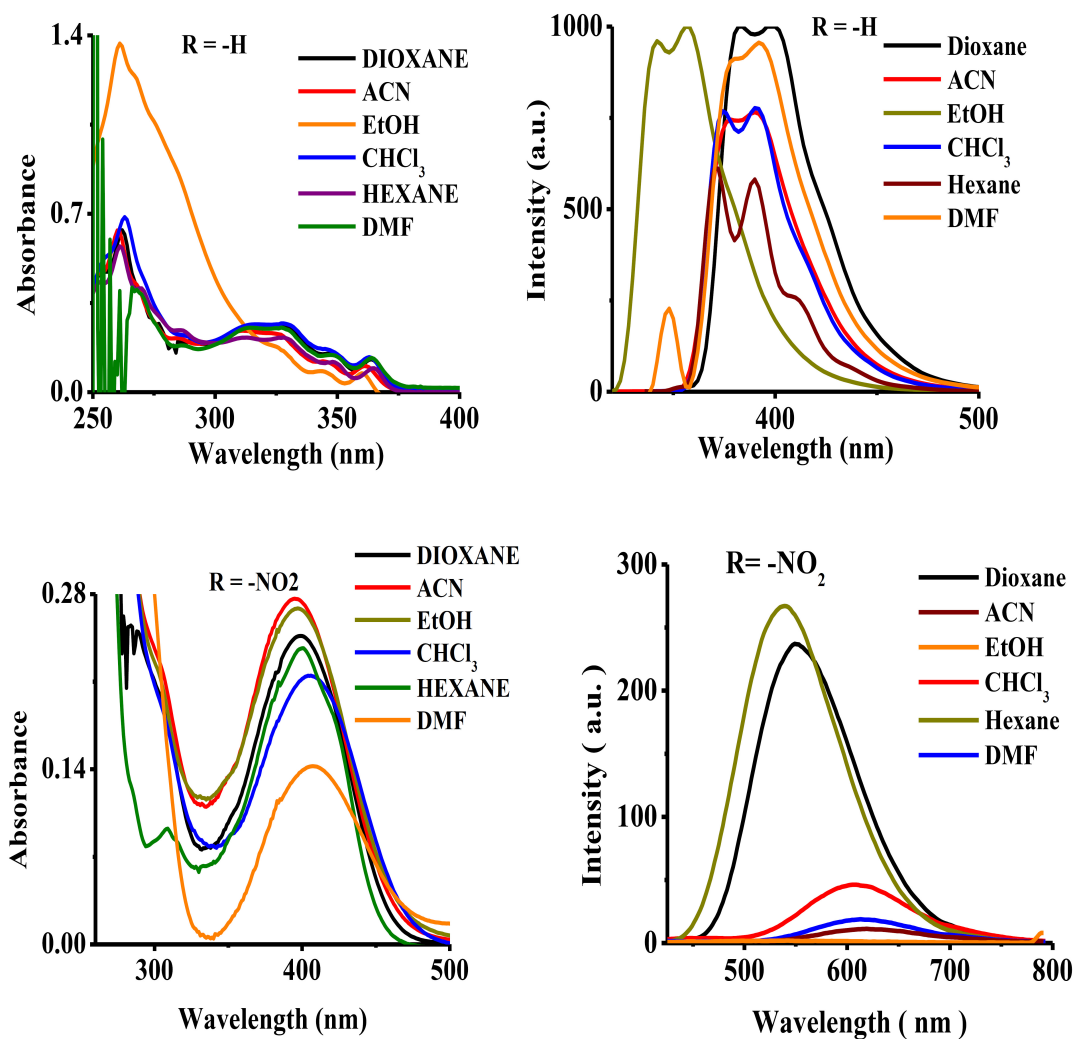 R = -H
DIOXANE
ACN
EtOH
CHCl3
HEXANE
DMF
1.4
0.7
0.0
Absorbance
250
300
350
400
Wavelength (nm)
R = -H
Dioxane
ACN
EtOH
CHCl3
Hexane
DMF
1000
500
0
Intensity (a.u.)
400
500
Wavelength (nm)
R = -NO2
DIOXANE
ACN
EtOH
CHCl3
HEXANE
DMF
0.28
0.14
0.00
Absorbance
300
400
500
Wavelength (nm)
R= -NO2
Dioxane
ACN
EtOH
CHCl3
Hexane
DMF
300
200
100
0
Intensity ( a.u.)
500
600
700
800
Wavelength ( nm )